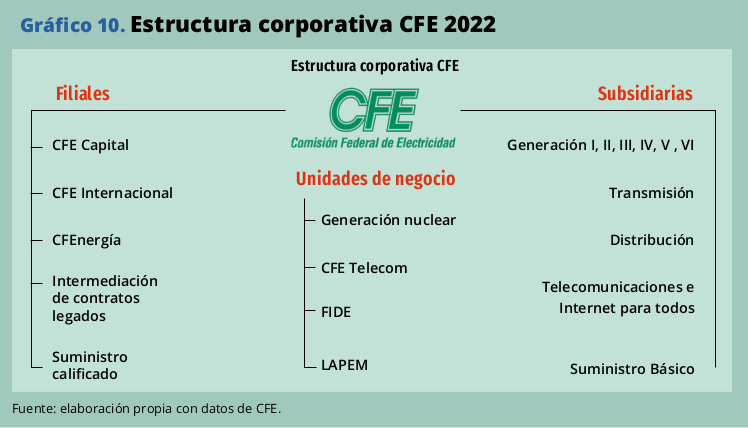 Gráfico 10. Estructura corporativa CFE 2022
Estructura corporativa CFE
CFE
Comisión Federal de Electricidad
Filiales
CFE Capital
CFE Internacional
CFEnergía
Intermediación
de contratos
legados
Suministro
calificado
Unidades de negocio
Generación nuclear
CFE Telecom
FIDE
LAPEM
Subsidiarias
Generación I, II, III, IV, V , VI
Transmisión
Distribución
Telecomunicaciones e
Internet para todos
Suministro Básico
Fuente: elaboración propia con datos de CFE.